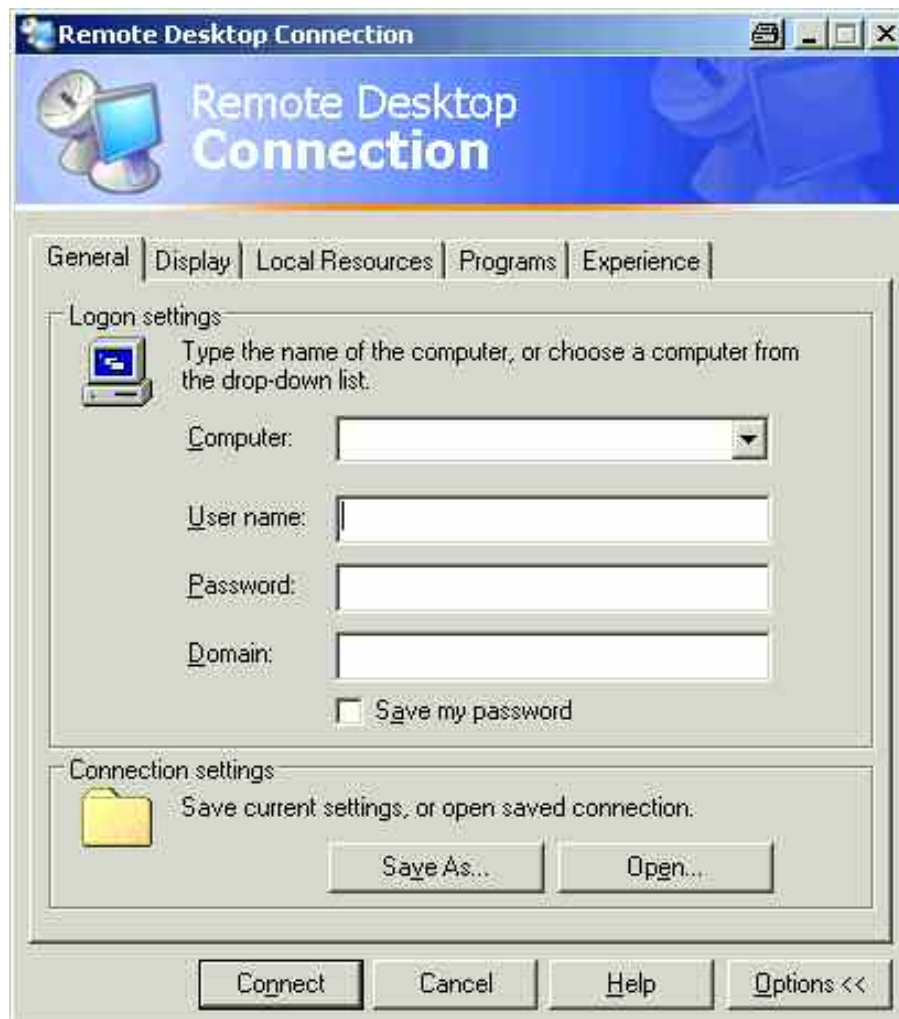 Remote Desktop Connection
Remote Desktop
Connection
General Display Local Resources Programs Experience
Logon settings
Type the name of the computer, or choose a computer from
the drop-down list.
Computer:
User name:
Password:
Domain:
Save my password
Connection settings
Save current settings, or open saved connection.
Save As... Open...
Connect Cancel Help Options <<